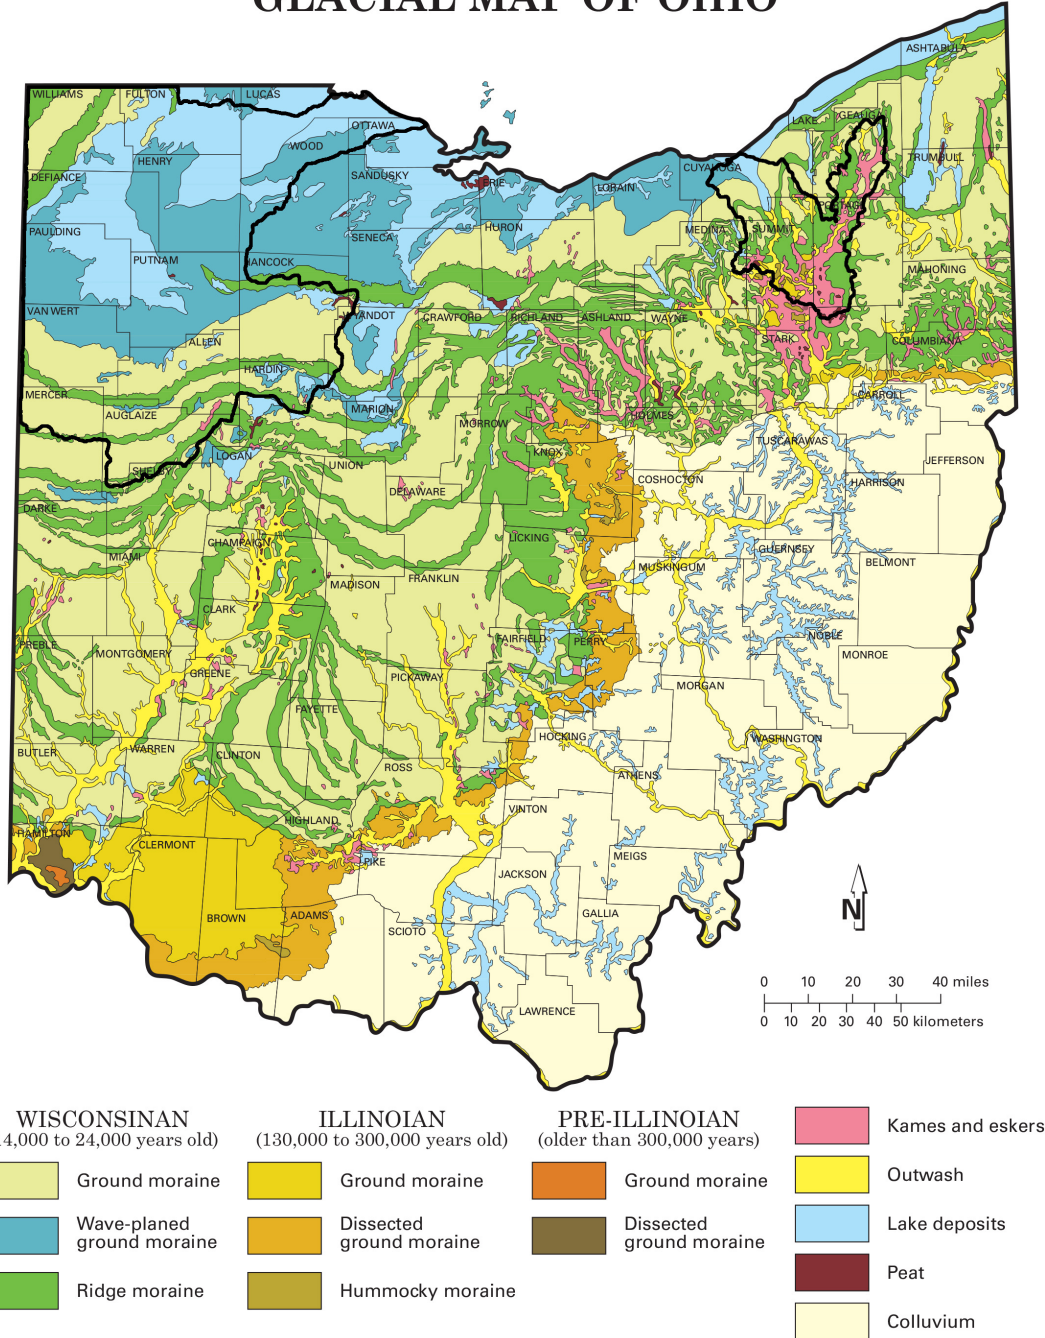 GLACIAL MAP OF OHIO
ASHTABULA
WILLIAMS
FULTON
LUCAS
LAKE
GEAUGA
OTTAWA
WOOD
HENRY
TRUMBULL
CUYAHOGA
DEFIANCE
SANDUSKY
ERIE
LORAIN
PORTAGE
PAULDING
HURON
MEDINA
SUMMIT
SENECA
PUTNAM
HANCOCK
MAHONING
VAN WERT
WYANDOT
CRAWFORD
RICHLAND
ASHLAND
WAYNE
ALLEN
STARK
COLUMBIANA
HARDIN
MERCER
CARROLL
AUGLAIZE
MARION
HOLMES
MORROW
TUSCARAWAS
LOGAN
KNOX
JEFFERSON
UNION
SHELBY
COSHOCTON
HARRISON
DELAWARE
DARKE
LICKING
CHAMPAIGN
GUERNSEY
MIAMI
BELMONT
MUSKINGUM
FRANKLIN
MADISON
CLARK
NOBLE
FAIRFIELD
PERRY
PREBLE
MONTGOMERY
MONROE
GREENE
PICKAWAY
MORGAN
FAYETTE
HOCKING
WASHINGTON
BUTLER
WARREN
CLINTON
ROSS
ATHENS
VINTON
HIGHLAND
HAMILTON
CLERMONT
PIKE
MEIGS
JACKSON
GALLIA
BROWN
ADAMS
SCIOTO
N
LAWRENCE
0 10 20 30 40 miles
0 10 20 30 40 50 kilometers
WISCONSINAN
4,000 to 24,000 years old)
Ground moraine
Wave-planed
ground moraine
Ridge moraine
ILLINOIAN
(130,000 to 300,000 years old)
Ground moraine
Dissected
ground moraine
Hummocky moraine
PRE-ILLINOIAN
(older than 300,000 years)
Ground moraine
Dissected
ground moraine
Kames and eskers
Outwash
Lake deposits
Peat
Colluvium